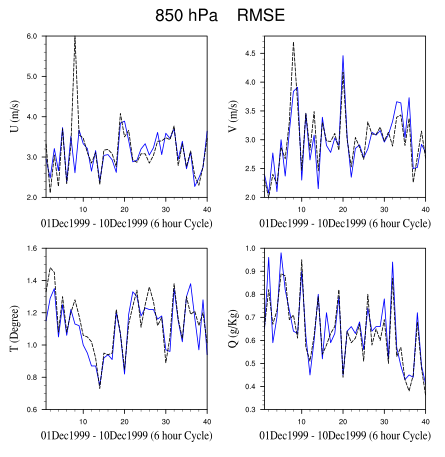 850 hPa RMSE
6.0
5.0
4.0
3.0
2.0
U (m/s)
0 10 20 30 40
01Dec1999 - 10Dec1999 (6 hour Cycle)
4.5
4.0
3.5
3.0
2.5
2.0
V (m/s)
0 10 20 30 40
01Dec1999 - 10Dec1999 (6 hour Cycle)
1.6
1.4
1.2
1.0
0.8
0.6
T (Degree)
0 10 20 30 40
01Dec1999 - 10Dec1999 (6 hour Cycle)
1.0
0.9
0.8
0.7
0.6
0.5
0.4
0.3
Q (g/Kg)
0 10 20 30 40
01Dec1999 - 10Dec1999 (6 hour Cycle)